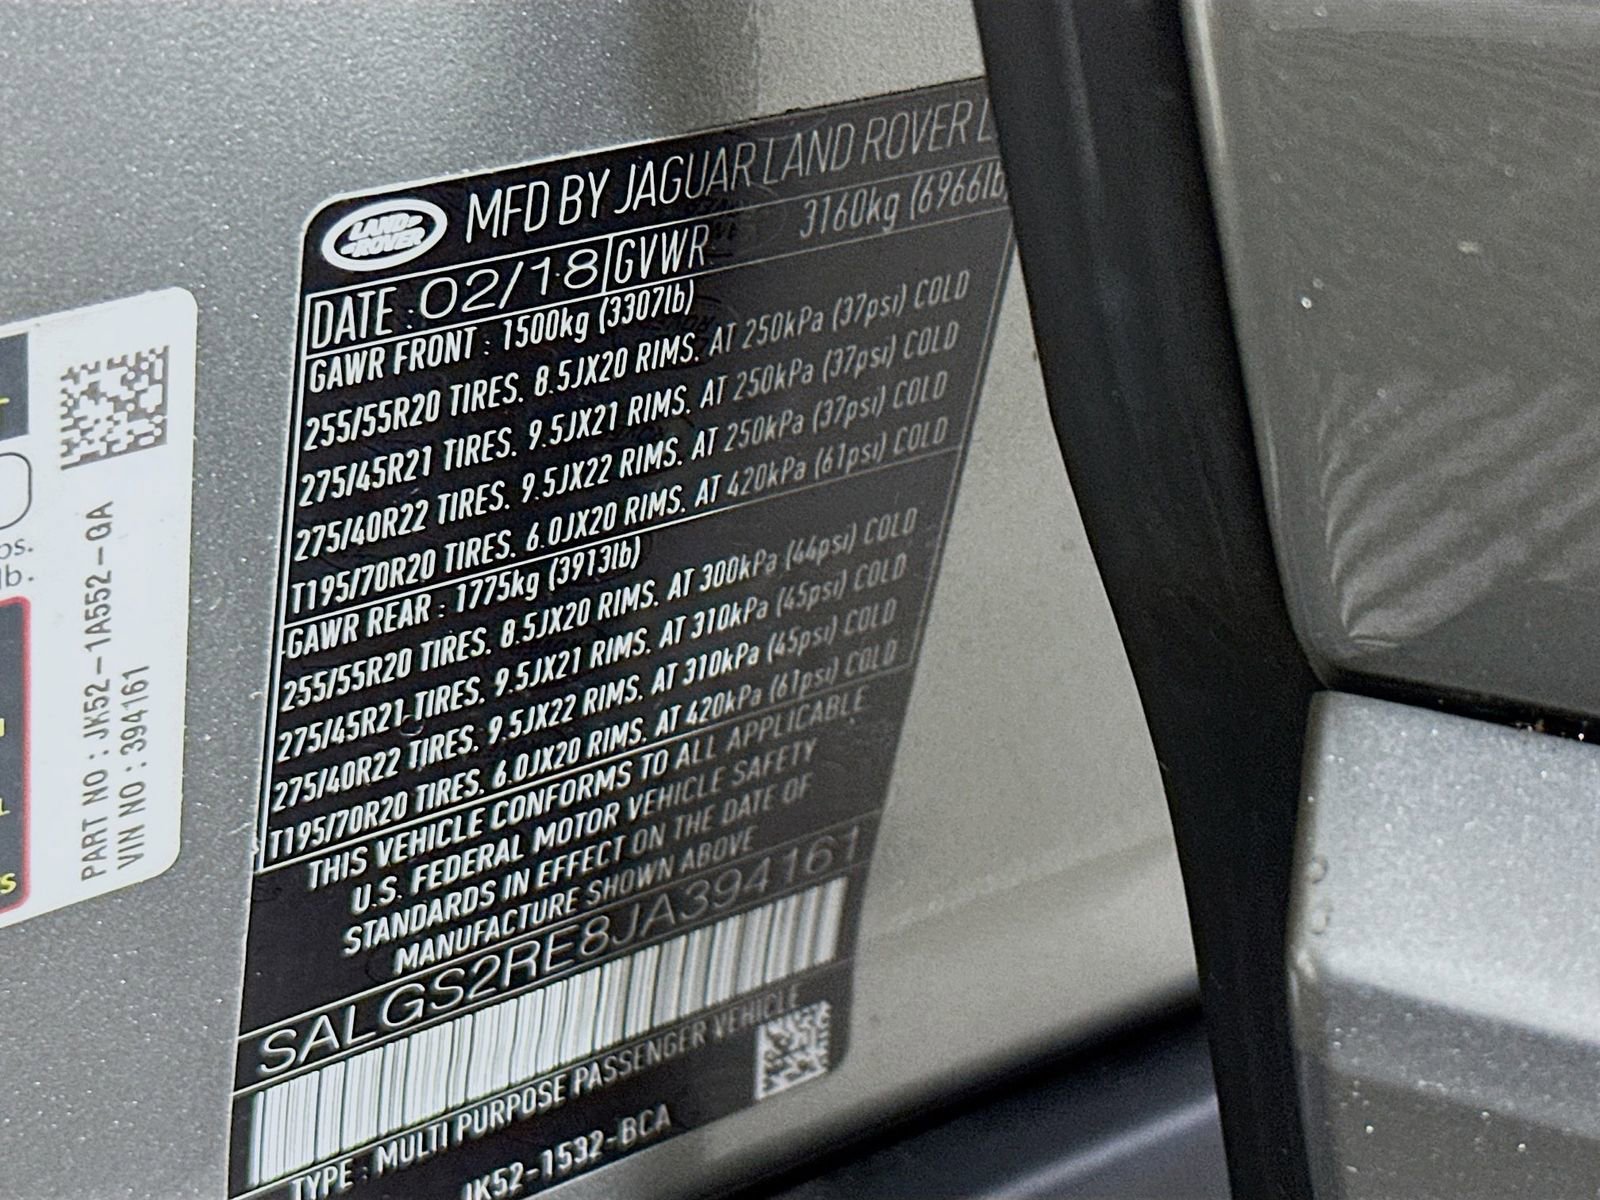 LAND-
-ROVER
MFD BY JAGUAR LAND ROVER L
DATE : 02/18 GVWR 3160kg (6966lb)
GAWR FRONT : 1500kg (3307lb)
255/55R20 TIRES. 8.5JX20 RIMS. AT 250kPa (37psi) COLD
275/45R21 TIRES. 9.5JX21 RIMS. AT 250kPa (37psi) COLD
275/40R22 TIRES. 9.5JX22 RIMS. AT 250kPa (37psi) COLD
T195/70R20 TIRES. 6.0JX20 RIMS. AT 420kPa (61psi) COLD
GAWR REAR : 1775kg (3913lb)
255/55R20 TIRES. 8.5JX20 RIMS. AT 300kPa (44psi) COLD
275/45R21 TIRES. 9.5JX21 RIMS. AT 310kPa (45psi) COLD
275/40R22 TIRES. 9.5JX22 RIMS. AT 310kPa (45psi) COLD
T195/70R20 TIRES. 6.0JX20 RIMS. AT 420kPa (61psi) COLD
THIS VEHICLE CONFORMS TO ALL APPLICABLE
U.S. FEDERAL MOTOR VEHICLE SAFETY
STANDARDS IN EFFECT ON THE DATE OF
MANUFACTURE SHOWN ABOVE
SALGS2RE8JA394161
TYPE : MULTI PURPOSE PASSENGER VEHICLE
JK52-1532-BCA
PART NO : JK52-1A552-GA
VIN NO : 394161
lb.